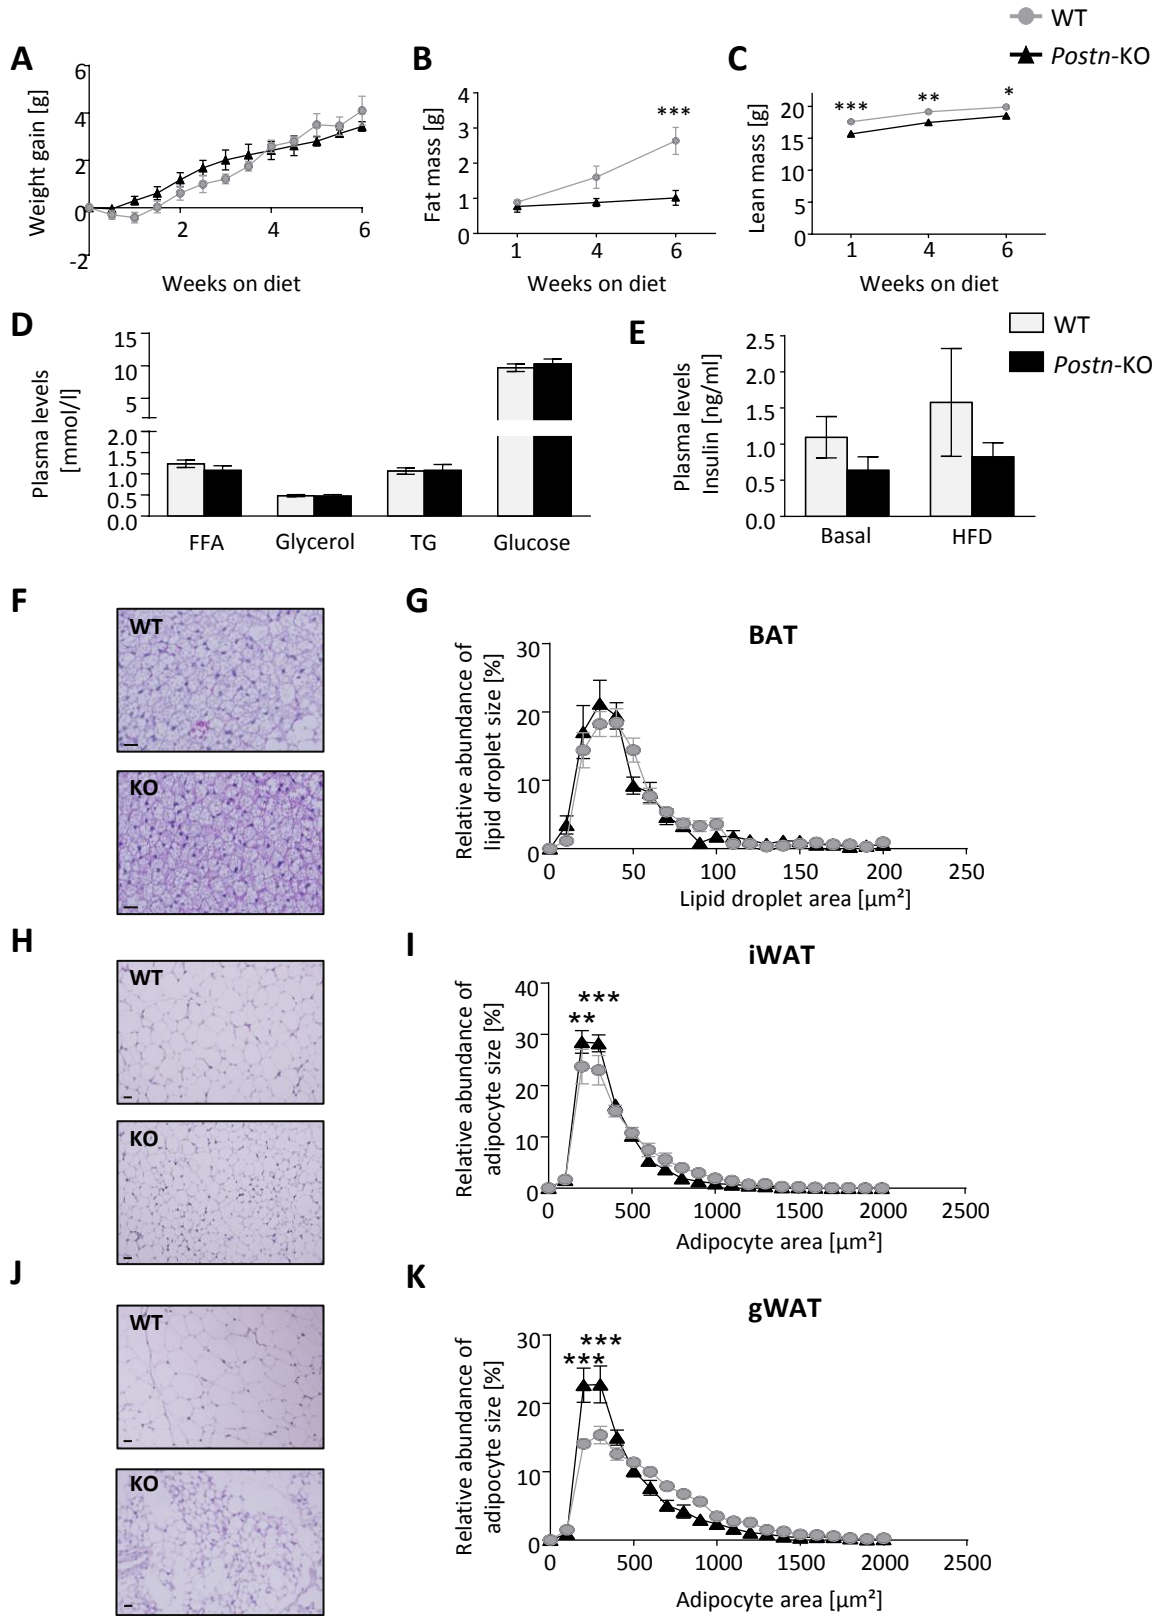 WT
Postn-KO
A
Weight gain [g]
6
4
2
0
-2
2
4
6
Weeks on diet
B
Fat mass [g]
4
3
2
1
0
***
1
4
6
Weeks on diet
C
Lean mass [g]
20
15
10
5
0
***
**
*
1
4
6
Weeks on diet
D
Plasma levels
[mmol/l]
15
10
5
2.0
1.5
1.0
0.5
0.0
FFA
Glycerol
TG
Glucose
E
Plasma levels
Insulin [ng/ml]
2.5
2.0
1.5
1.0
0.5
0.0
Basal
HFD
WT
Postn-KO
F
WT
KO
G
BAT
Relative abundance of
lipid droplet size [%]
30
20
10
0
0
50
100
150
200
250
Lipid droplet area [µm²]
H
WT
KO
I
iWAT
Relative abundance of
adipocyte size [%]
40
30
20
10
0
***
**
0
500
1000
1500
2000
2500
Adipocyte area [µm²]
J
WT
KO
K
gWAT
Relative abundance of
adipocyte size [%]
30
20
10
0
***
***
0
500
1000
1500
2000
2500
Adipocyte area [µm²]